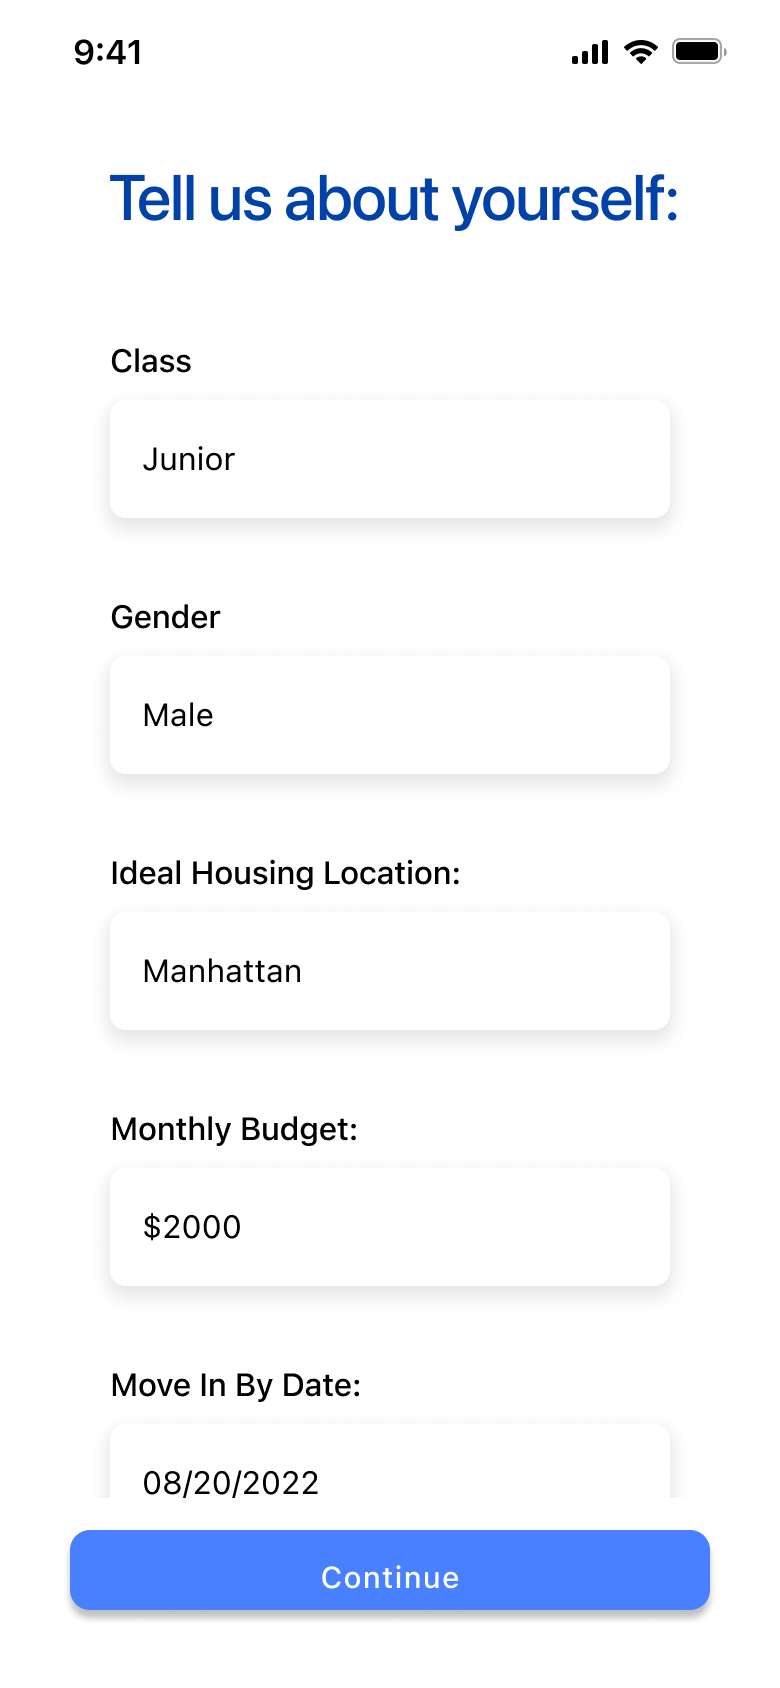 9:41
Tell us about yourself:
Class
Junior
Gender
Male
Ideal Housing Location:
Manhattan
Monthly Budget:
$2000
Move In By Date:
08/20/2022
Continue